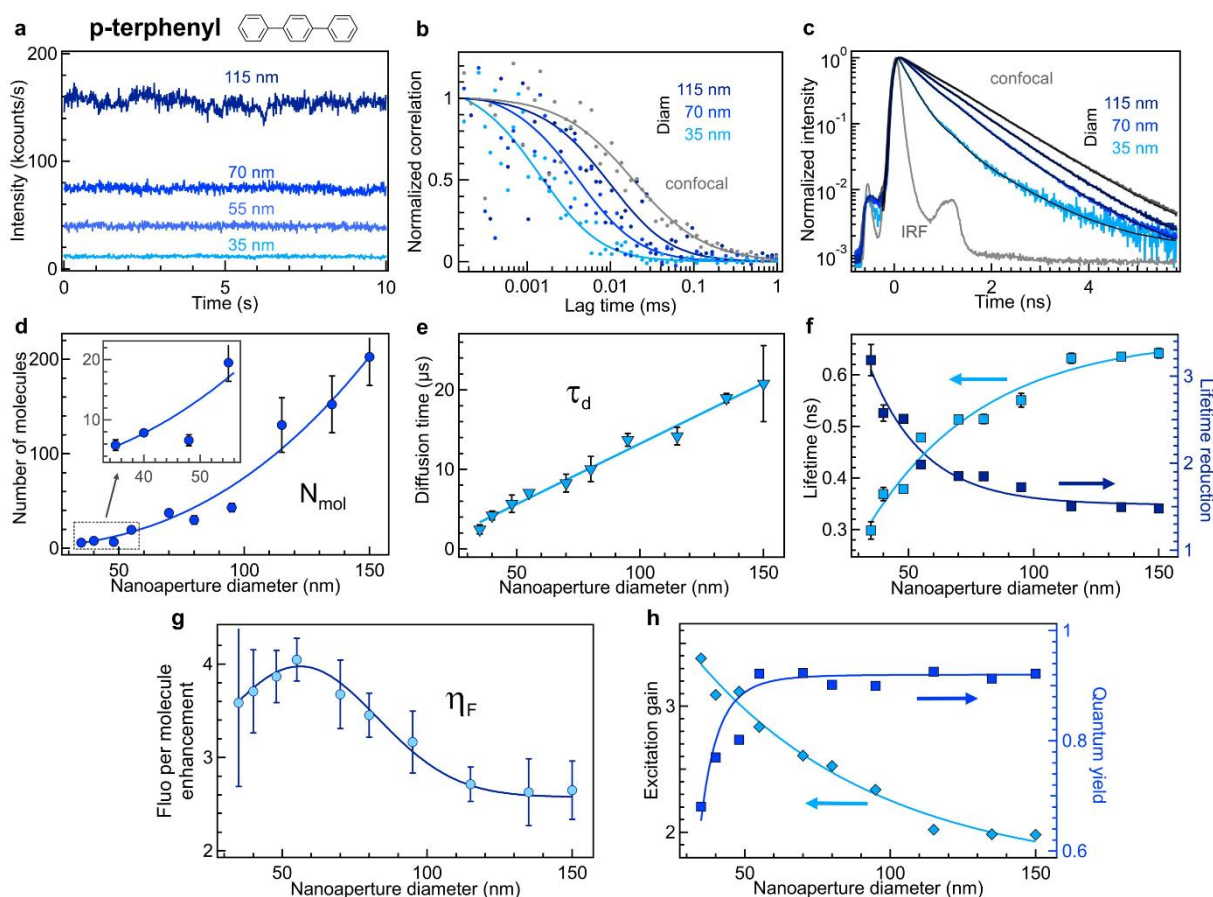 p-terphenyl
a
200
100
0
Intensity (kcounts/s)
115 nm
70 nm
55 nm
35 nm
0
5
10
Time (s)
b
1
0.5
0
Normalized correlation
Diam
115 nm
70 nm
35 nm
confocal
0.001
0.01
0.1
1
Lag time (ms)
c
10⁰
10⁻¹
10⁻²
10⁻³
Normalized intensity
confocal
Diam
115 nm
70 nm
35 nm
IRF
0
2
4
Time (ns)
d
200
100
0
Number of molecules
20
10
40
50
N_mol
50
100
150
Nanoaperture diameter (nm)
e
40
20
0
Diffusion time (µs)
τ_d
50
100
150
Nanoaperture diameter (nm)
f
0.6
0.5
0.4
0.3
Lifetime (ns)
3
2
1
Lifetime reduction
50
100
150
Nanoaperture diameter (nm)
g
4
3
2
Fluo per molecule
enhancement
η_F
50
100
150
Nanoaperture diameter (nm)
h
3
2
Excitation gain
1
0.8
0.6
Quantum yield
50
100
150
Nanoaperture diameter (nm)